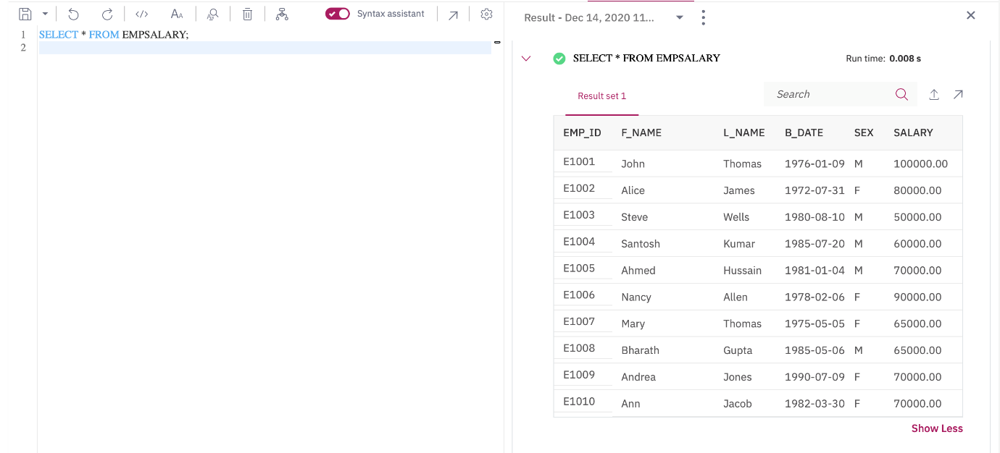 </>
AA
Syntax assistant
1 SELECT * FROM EMPSALARY;
2
Result - Dec 14, 2020 11...
SELECT * FROM EMPSALARY
Run time: 0.008 s
Result set 1
Search
EMP_ID F_NAME L_NAME B_DATE SEX SALARY
E1001 John Thomas 1976-01-09 M 100000.00
E1002 Alice James 1972-07-31 F 80000.00
E1003 Steve Wells 1980-08-10 M 50000.00
E1004 Santosh Kumar 1985-07-20 M 60000.00
E1005 Ahmed Hussain 1981-01-04 M 70000.00
E1006 Nancy Allen 1978-02-06 F 90000.00
E1007 Mary Thomas 1975-05-05 F 65000.00
E1008 Bharath Gupta 1985-05-06 M 65000.00
E1009 Andrea Jones 1990-07-09 F 70000.00
E1010 Ann Jacob 1982-03-30 F 70000.00
Show Less